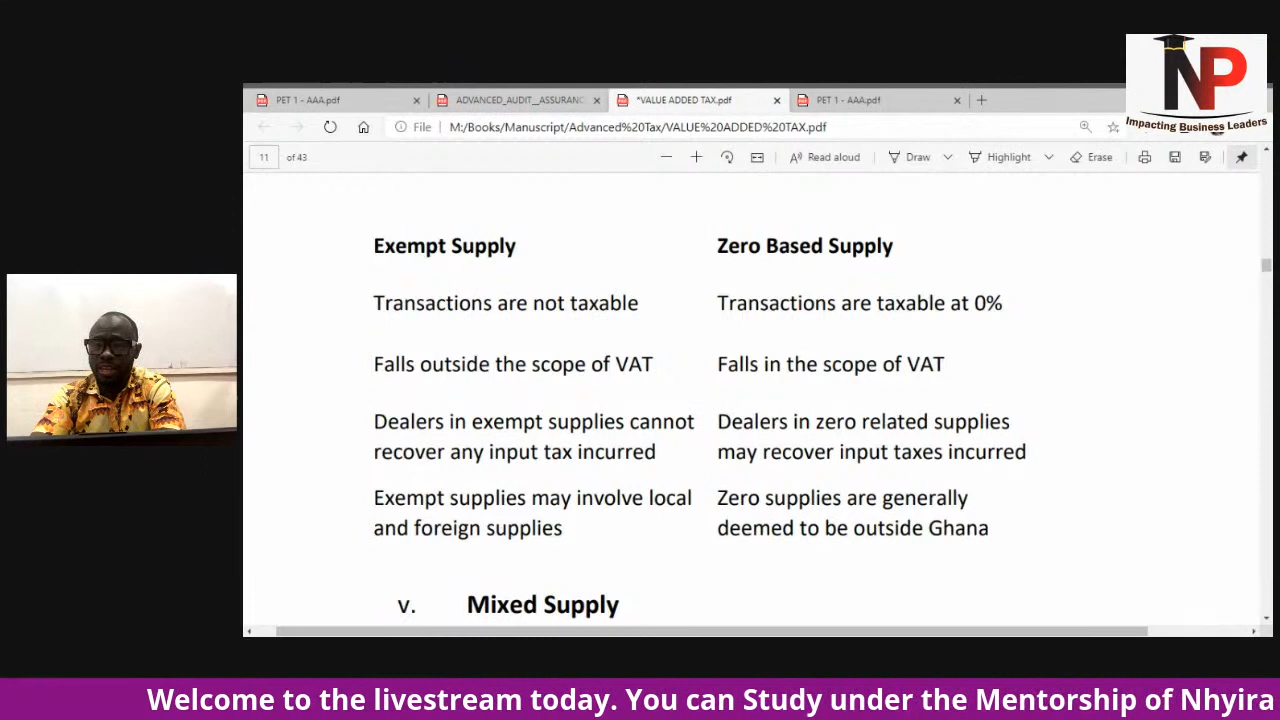 NP
Impacting Business Leaders
PET 1 - AAA.pdf
ADVANCED_AUDIT__ASSURANC
*VALUE ADDED TAX.pdf
PET 1 - AAA.pdf
File
M:/Books/Manuscript/Advanced%20Tax/VALUE%20ADDED%20TAX.pdf
11 of 43
Read aloud
Draw
Highlight
Erase
Exempt Supply
Zero Based Supply
Transactions are not taxable
Transactions are taxable at 0%
Falls outside the scope of VAT
Falls in the scope of VAT
Dealers in exempt supplies cannot
recover any input tax incurred
Dealers in zero related supplies
may recover input taxes incurred
Exempt supplies may involve local
and foreign supplies
Zero supplies are generally
deemed to be outside Ghana
v. Mixed Supply
Welcome to the livestream today. You can Study under the Mentorship of Nhyira